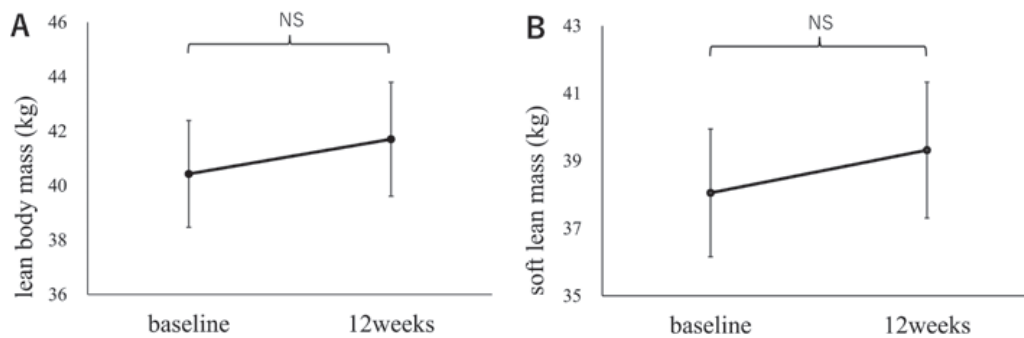 A
NS
lean body mass (kg)
46
44
42
40
38
36
baseline
12weeks
B
NS
soft lean mass (kg)
43
41
39
37
35
baseline
12weeks